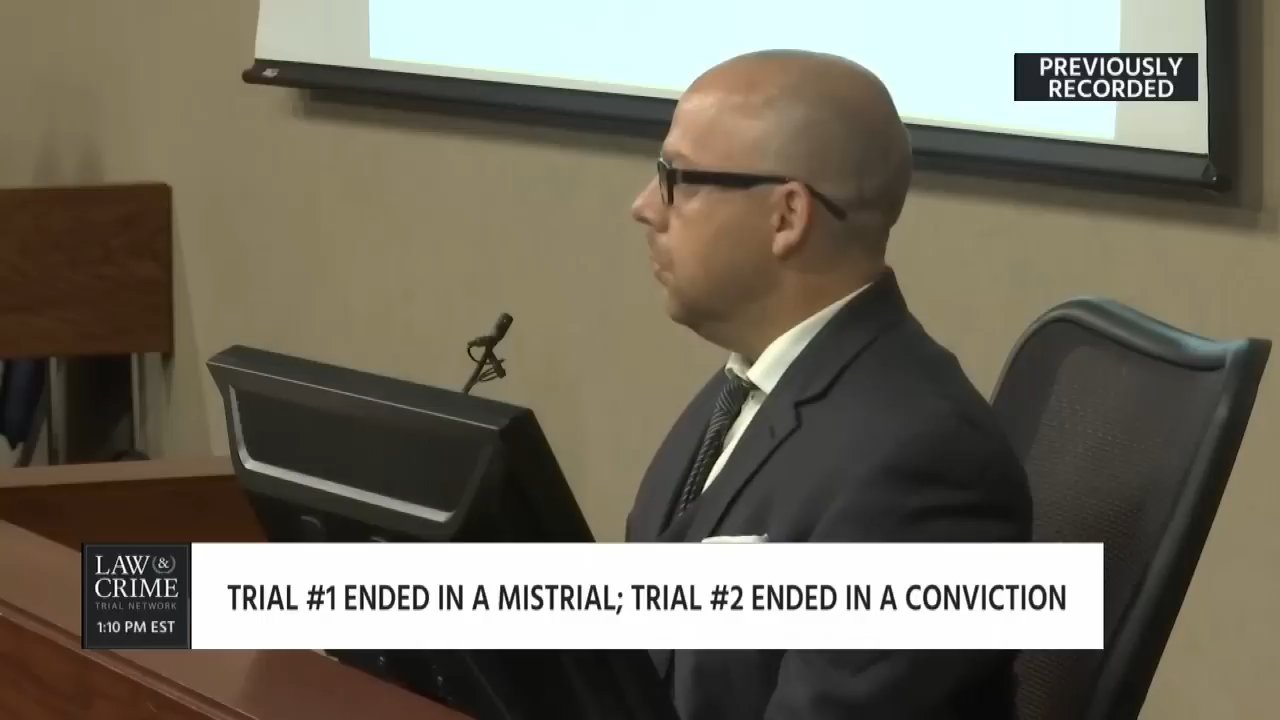 PREVIOUSLY
RECORDED
LAW &
CRIME
TRIAL NETWORK
1:10 PM EST
TRIAL #1 ENDED IN A MISTRIAL; TRIAL #2 ENDED IN A CONVICTION